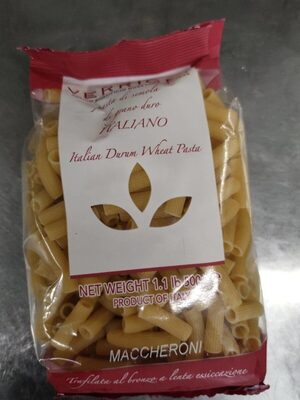 Pasta di semola
di grano duro
ITALIANO
Italian Durum Wheat Pasta
NET WEIGHT 1.1 lb 500
PRODUCT OF ITALY
MACCHERONI
Trafilata al bronzo a lenta essiccazione